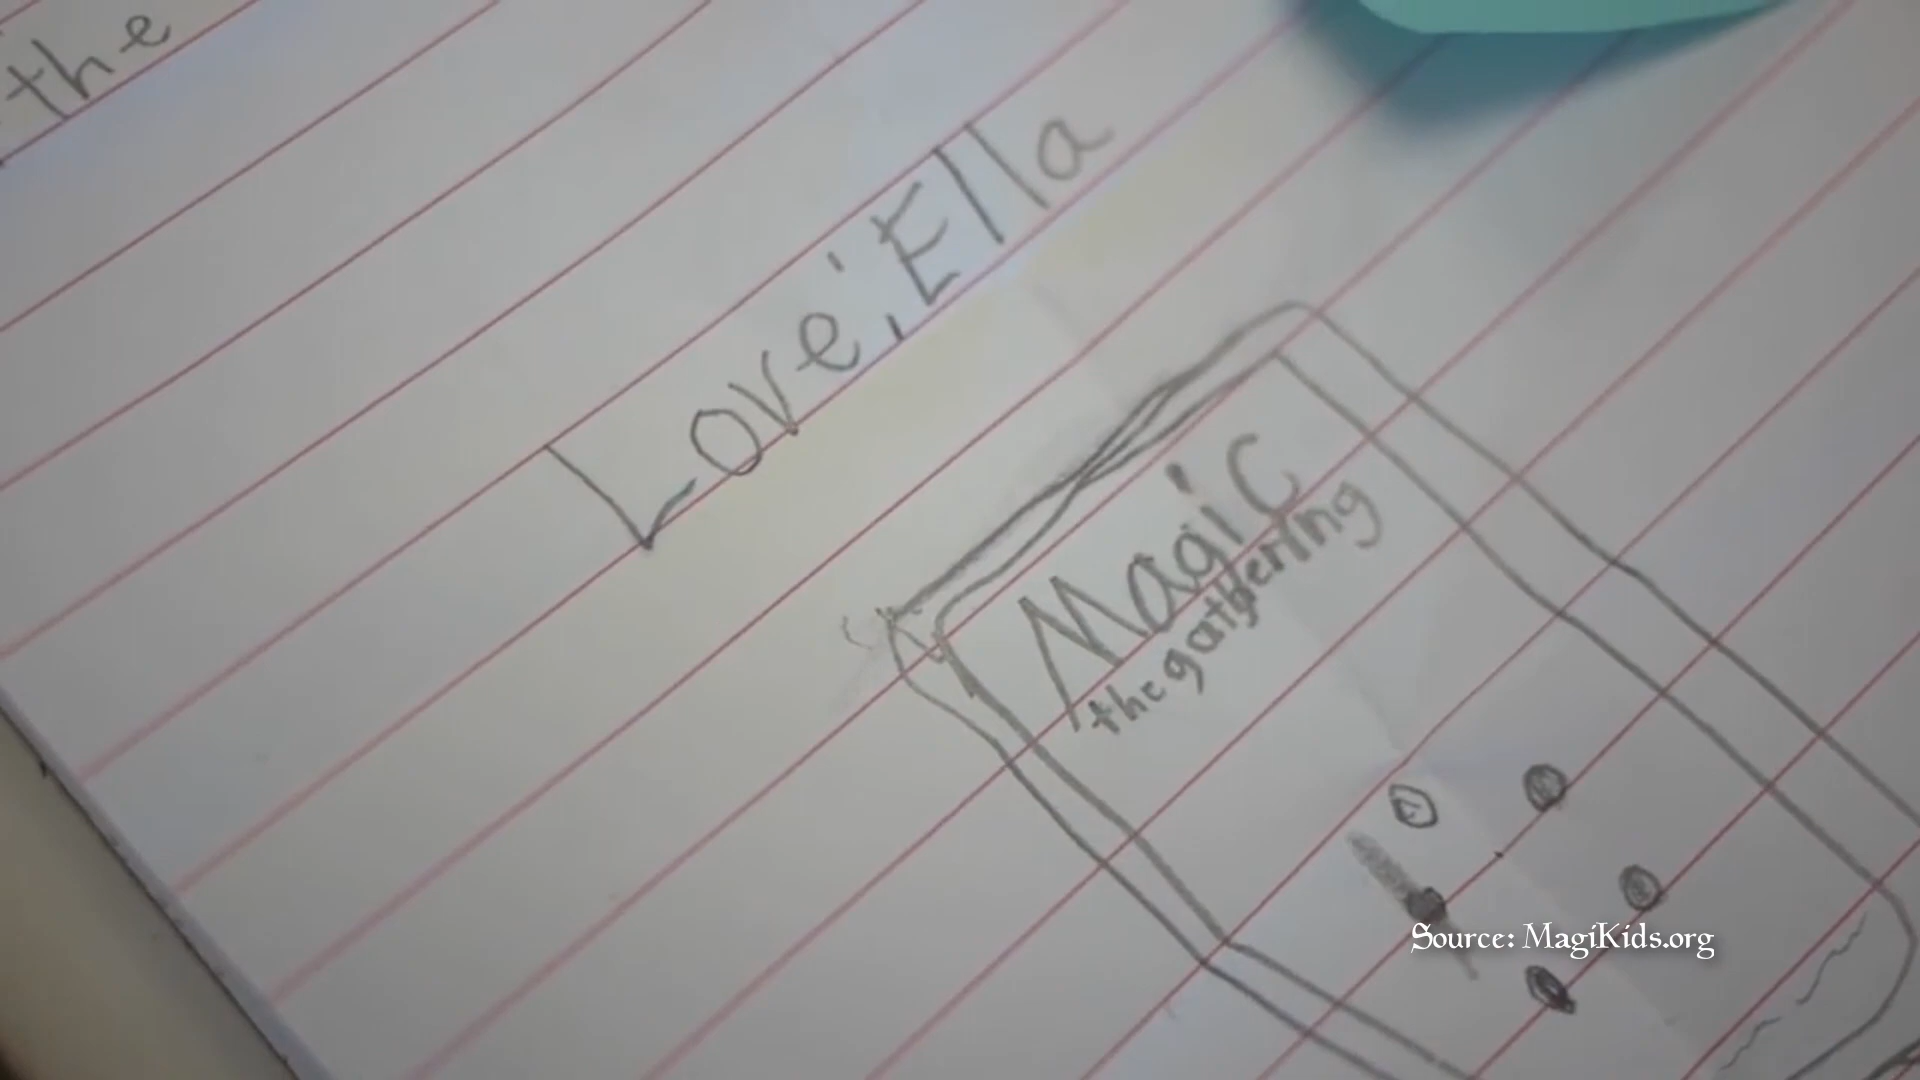 the
Love, Ella
Magic
the gathering
Source: MagiKids.org